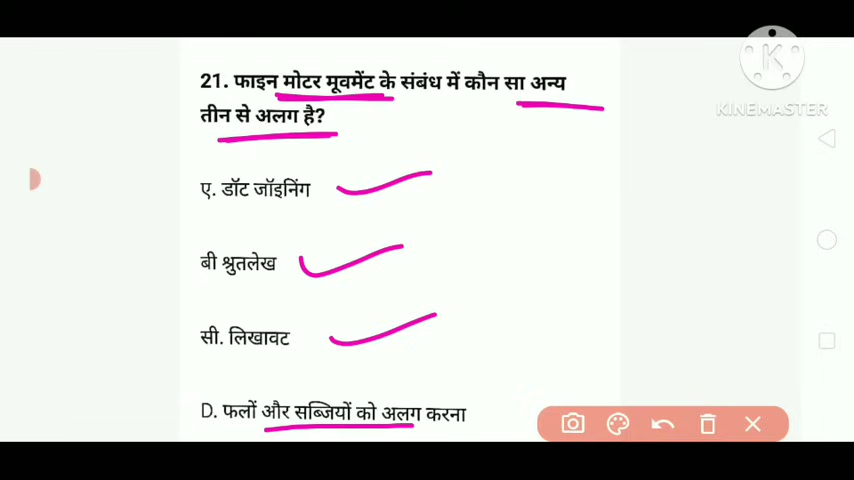 21. फाइन मोटर मूवमेंट के संबंध में कौन सा अन्य
तीन से अलग है?
ए. डॉट जॉइनिंग
बी श्रुतलेख
सी. लिखावट
D. फलों और सब्जियों को अलग करना
K
KINEMASTER